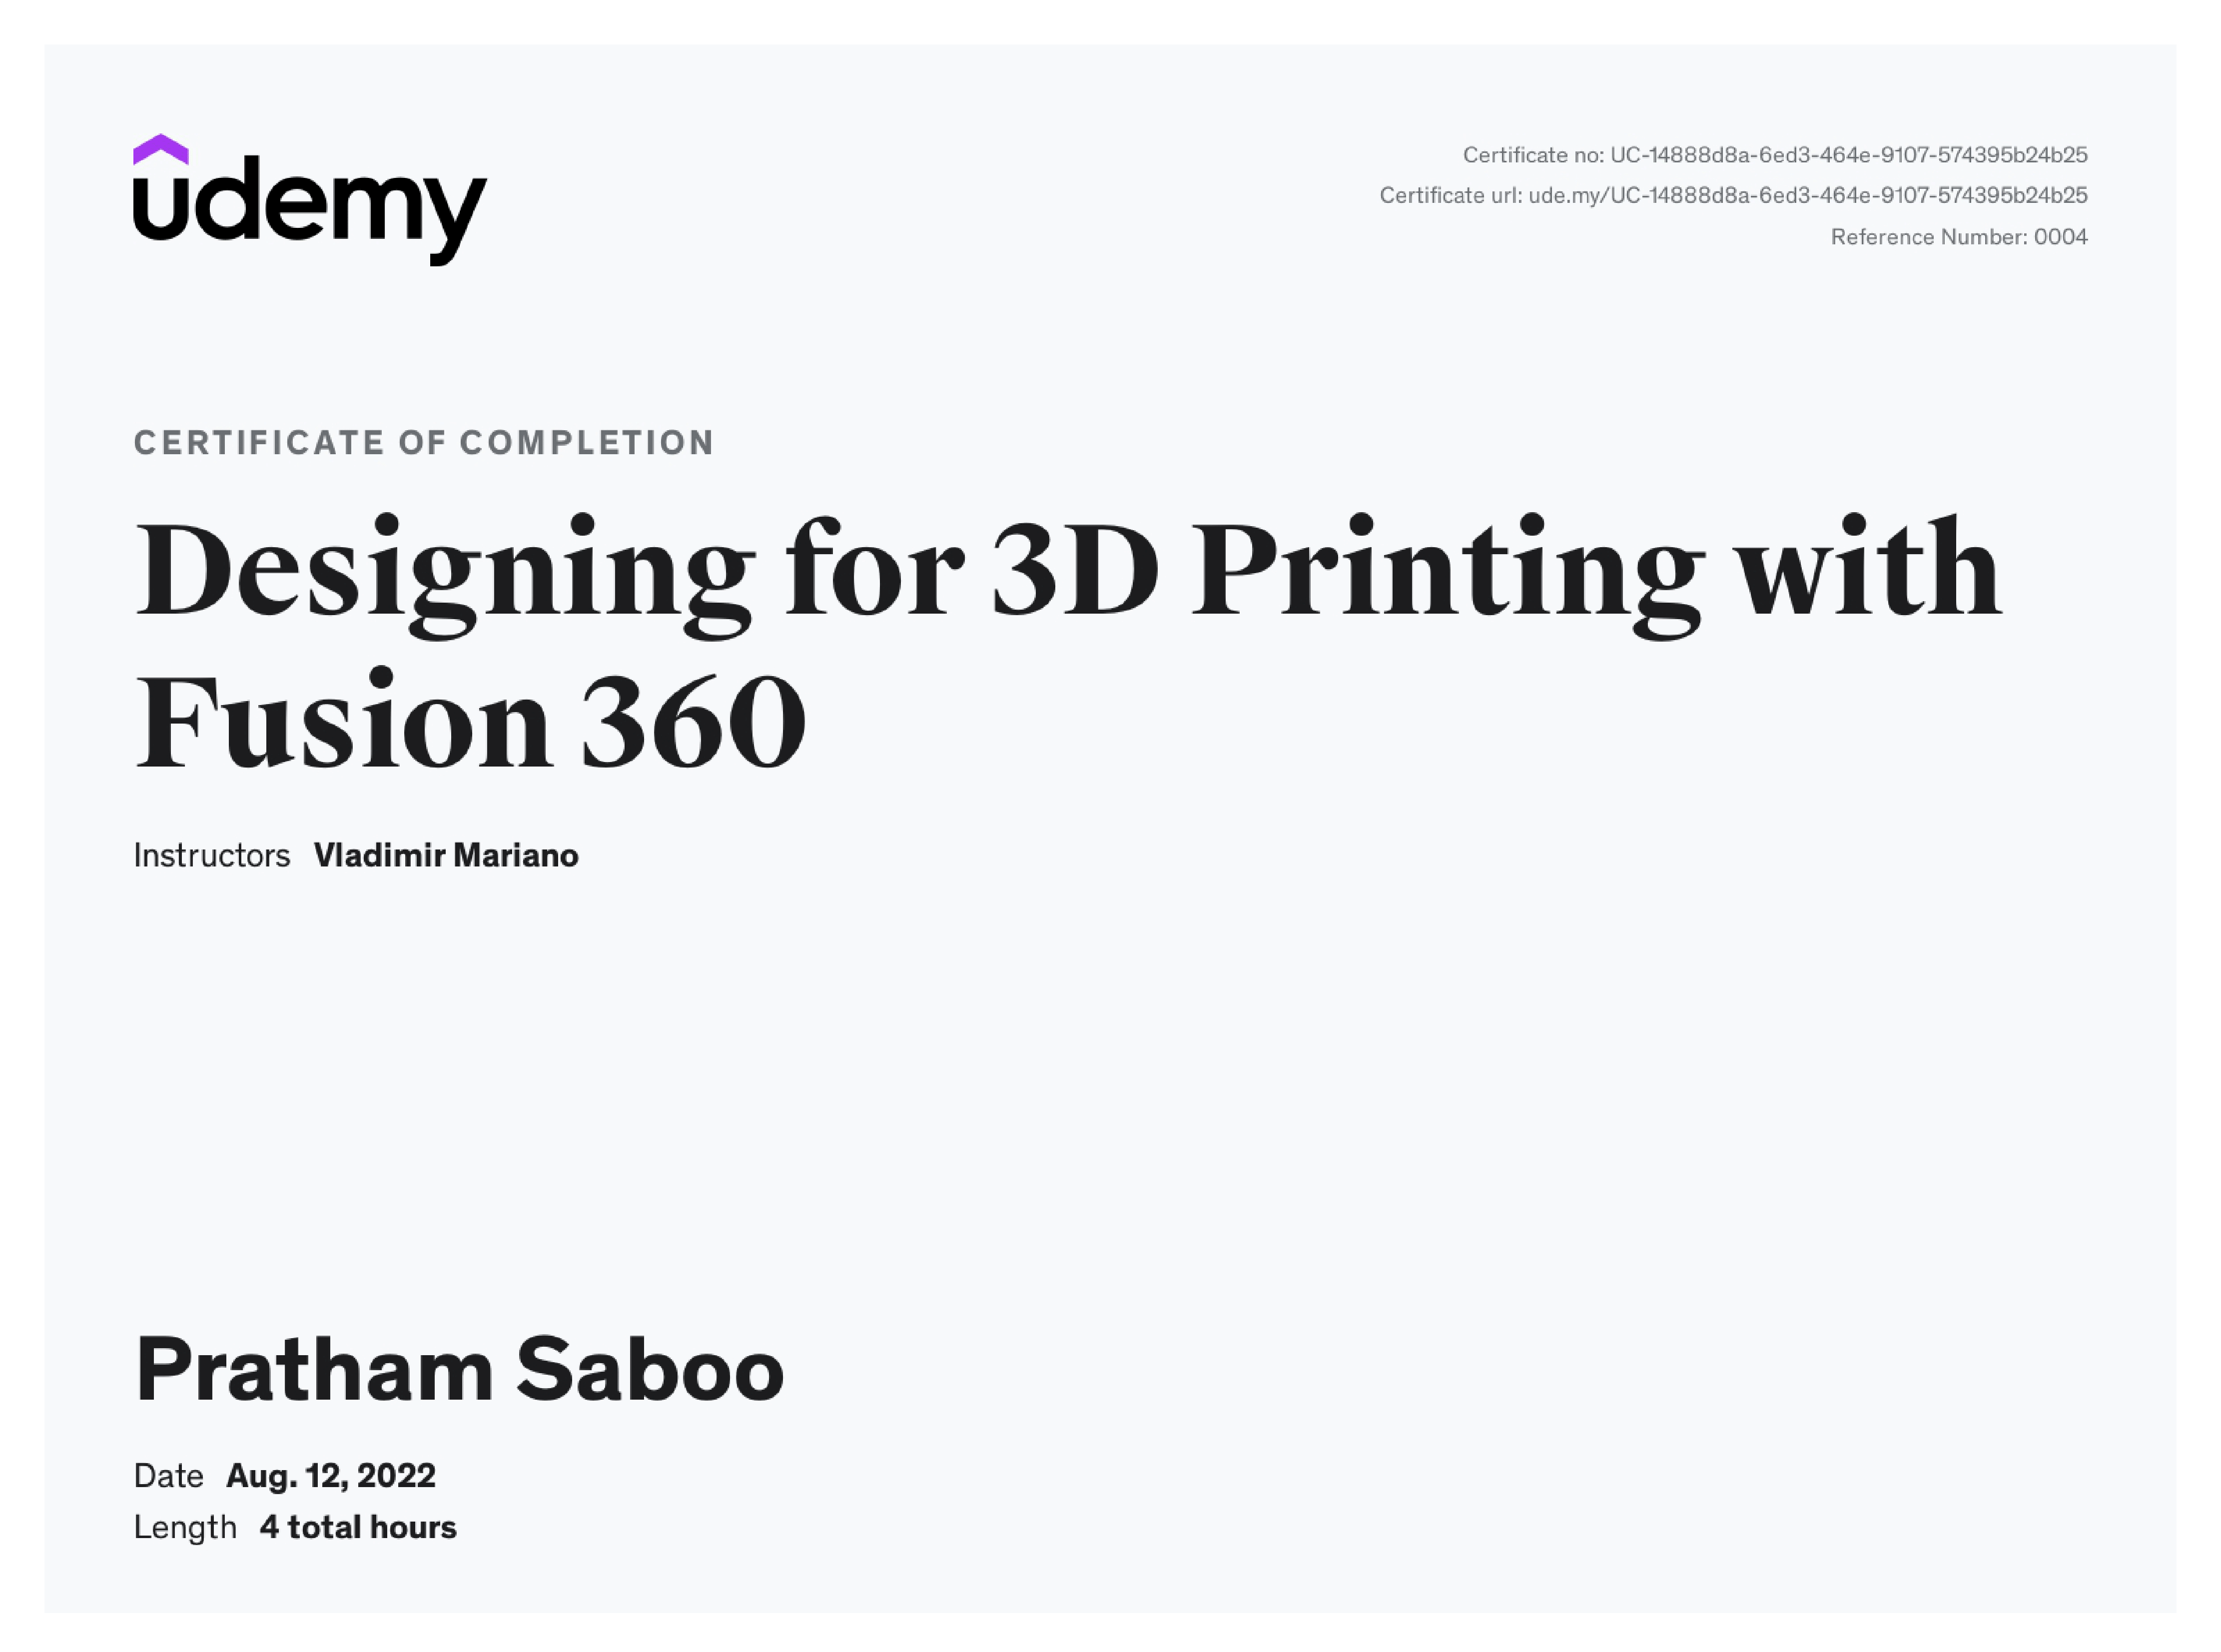 udemy
Certificate no: UC-14888d8a-6ed3-464e-9107-574395b24b25
Certificate url: ude.my/UC-14888d8a-6ed3-464e-9107-574395b24b25
Reference Number: 0004
CERTIFICATE OF COMPLETION
Designing for 3D Printing with
Fusion 360
Instructors Vladimir Mariano
Pratham Saboo
Date Aug. 12, 2022
Length 4 total hours